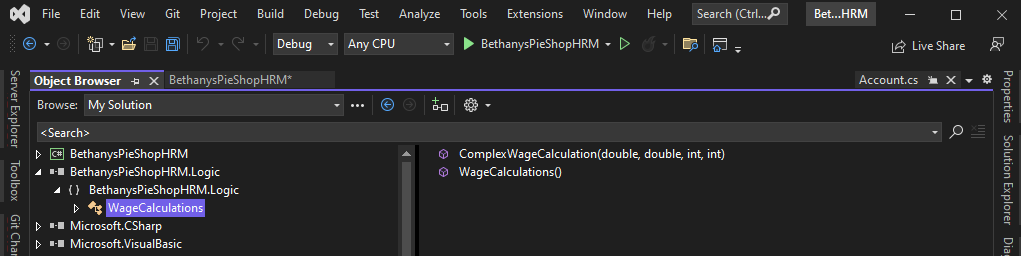 File Edit View Git Project Build Debug Test Analyze Tools Extensions Window Help Search (Ctrl... Bet...HRM
Debug Any CPU BethanysPieShopHRM Live Share
Object Browser BethanysPieShopHRM* Account.cs
Browse: My Solution ...
<Search>
C# BethanysPieShopHRM ComplexWageCalculation(double, double, int, int)
BethanysPieShopHRM.Logic WageCalculations()
{ } BethanysPieShopHRM.Logic
WageCalculations
Microsoft.CSharp
Microsoft.VisualBasic
Server Explorer
Toolbox
Git Chan
Properties
Solution Explorer
Diag